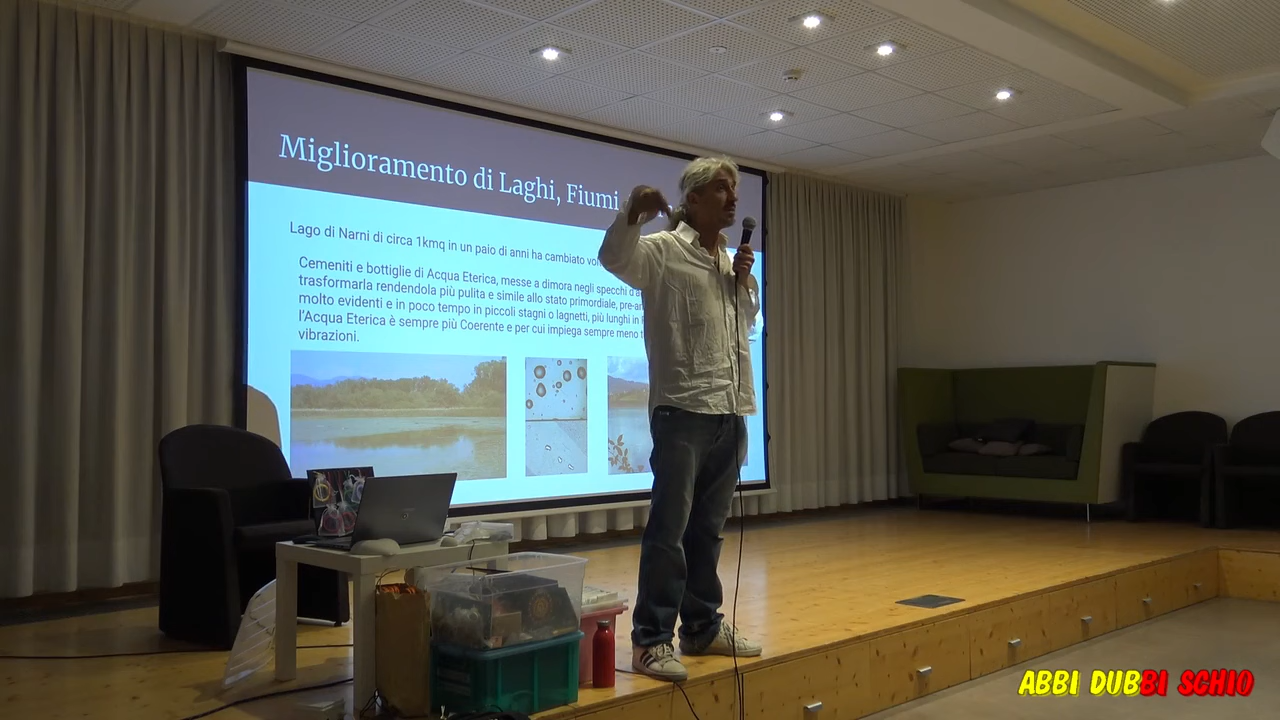 Miglioramento di Laghi, Fiumi
Lago di Narni di circa 1kmq in un paio di anni ha cambiato
Cemeniti e bottiglie di Acqua Eterica, messe a dimora negli specchi
trasformarla rendendola più pulita e simile allo stato primordiale,
molto evidenti e in poco tempo in piccoli stagni o lagnetti, più lunghi in
l'Acqua Eterica è sempre più Coerente e per cui impiega sempre meno
vibrazioni.
ABBI DUBBI SCHIO